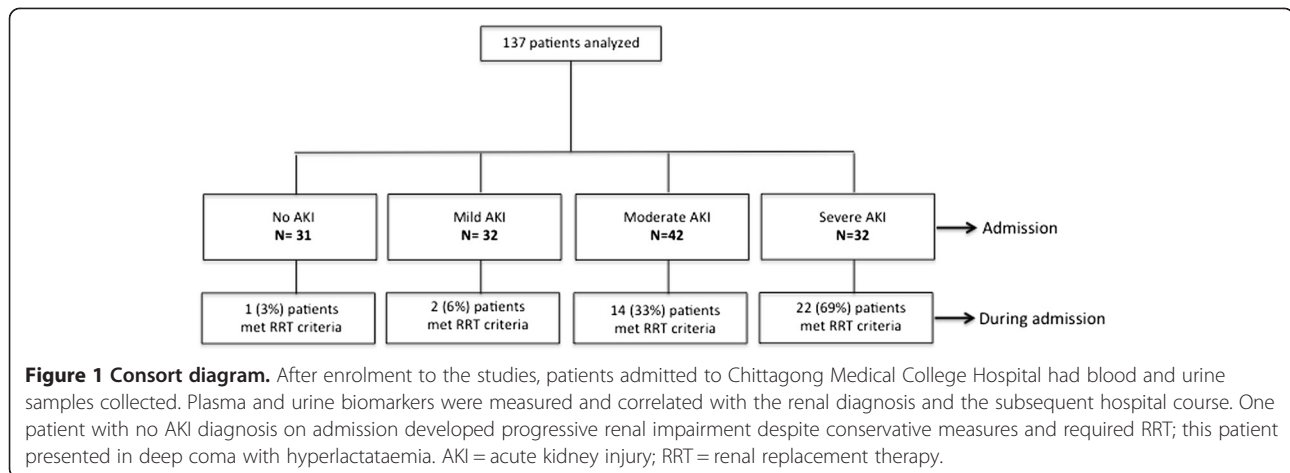 137 patients analyzed
No AKI
N= 31
Mild AKI
N= 32
Moderate AKI
N=42
Severe AKI
N=32
Admission
1 (3%) patients
met RRT criteria
2 (6%) patients
met RRT criteria
14 (33%) patients
met RRT criteria
22 (69%) patients
met RRT criteria
During admission
Figure 1 Consort diagram. After enrolment to the studies, patients admitted to Chittagong Medical College Hospital had blood and urine
samples collected. Plasma and urine biomarkers were measured and correlated with the renal diagnosis and the subsequent hospital course. One
patient with no AKI diagnosis on admission developed progressive renal impairment despite conservative measures and required RRT; this patient
presented in deep coma with hyperlactataemia. AKI = acute kidney injury; RRT = renal replacement therapy.